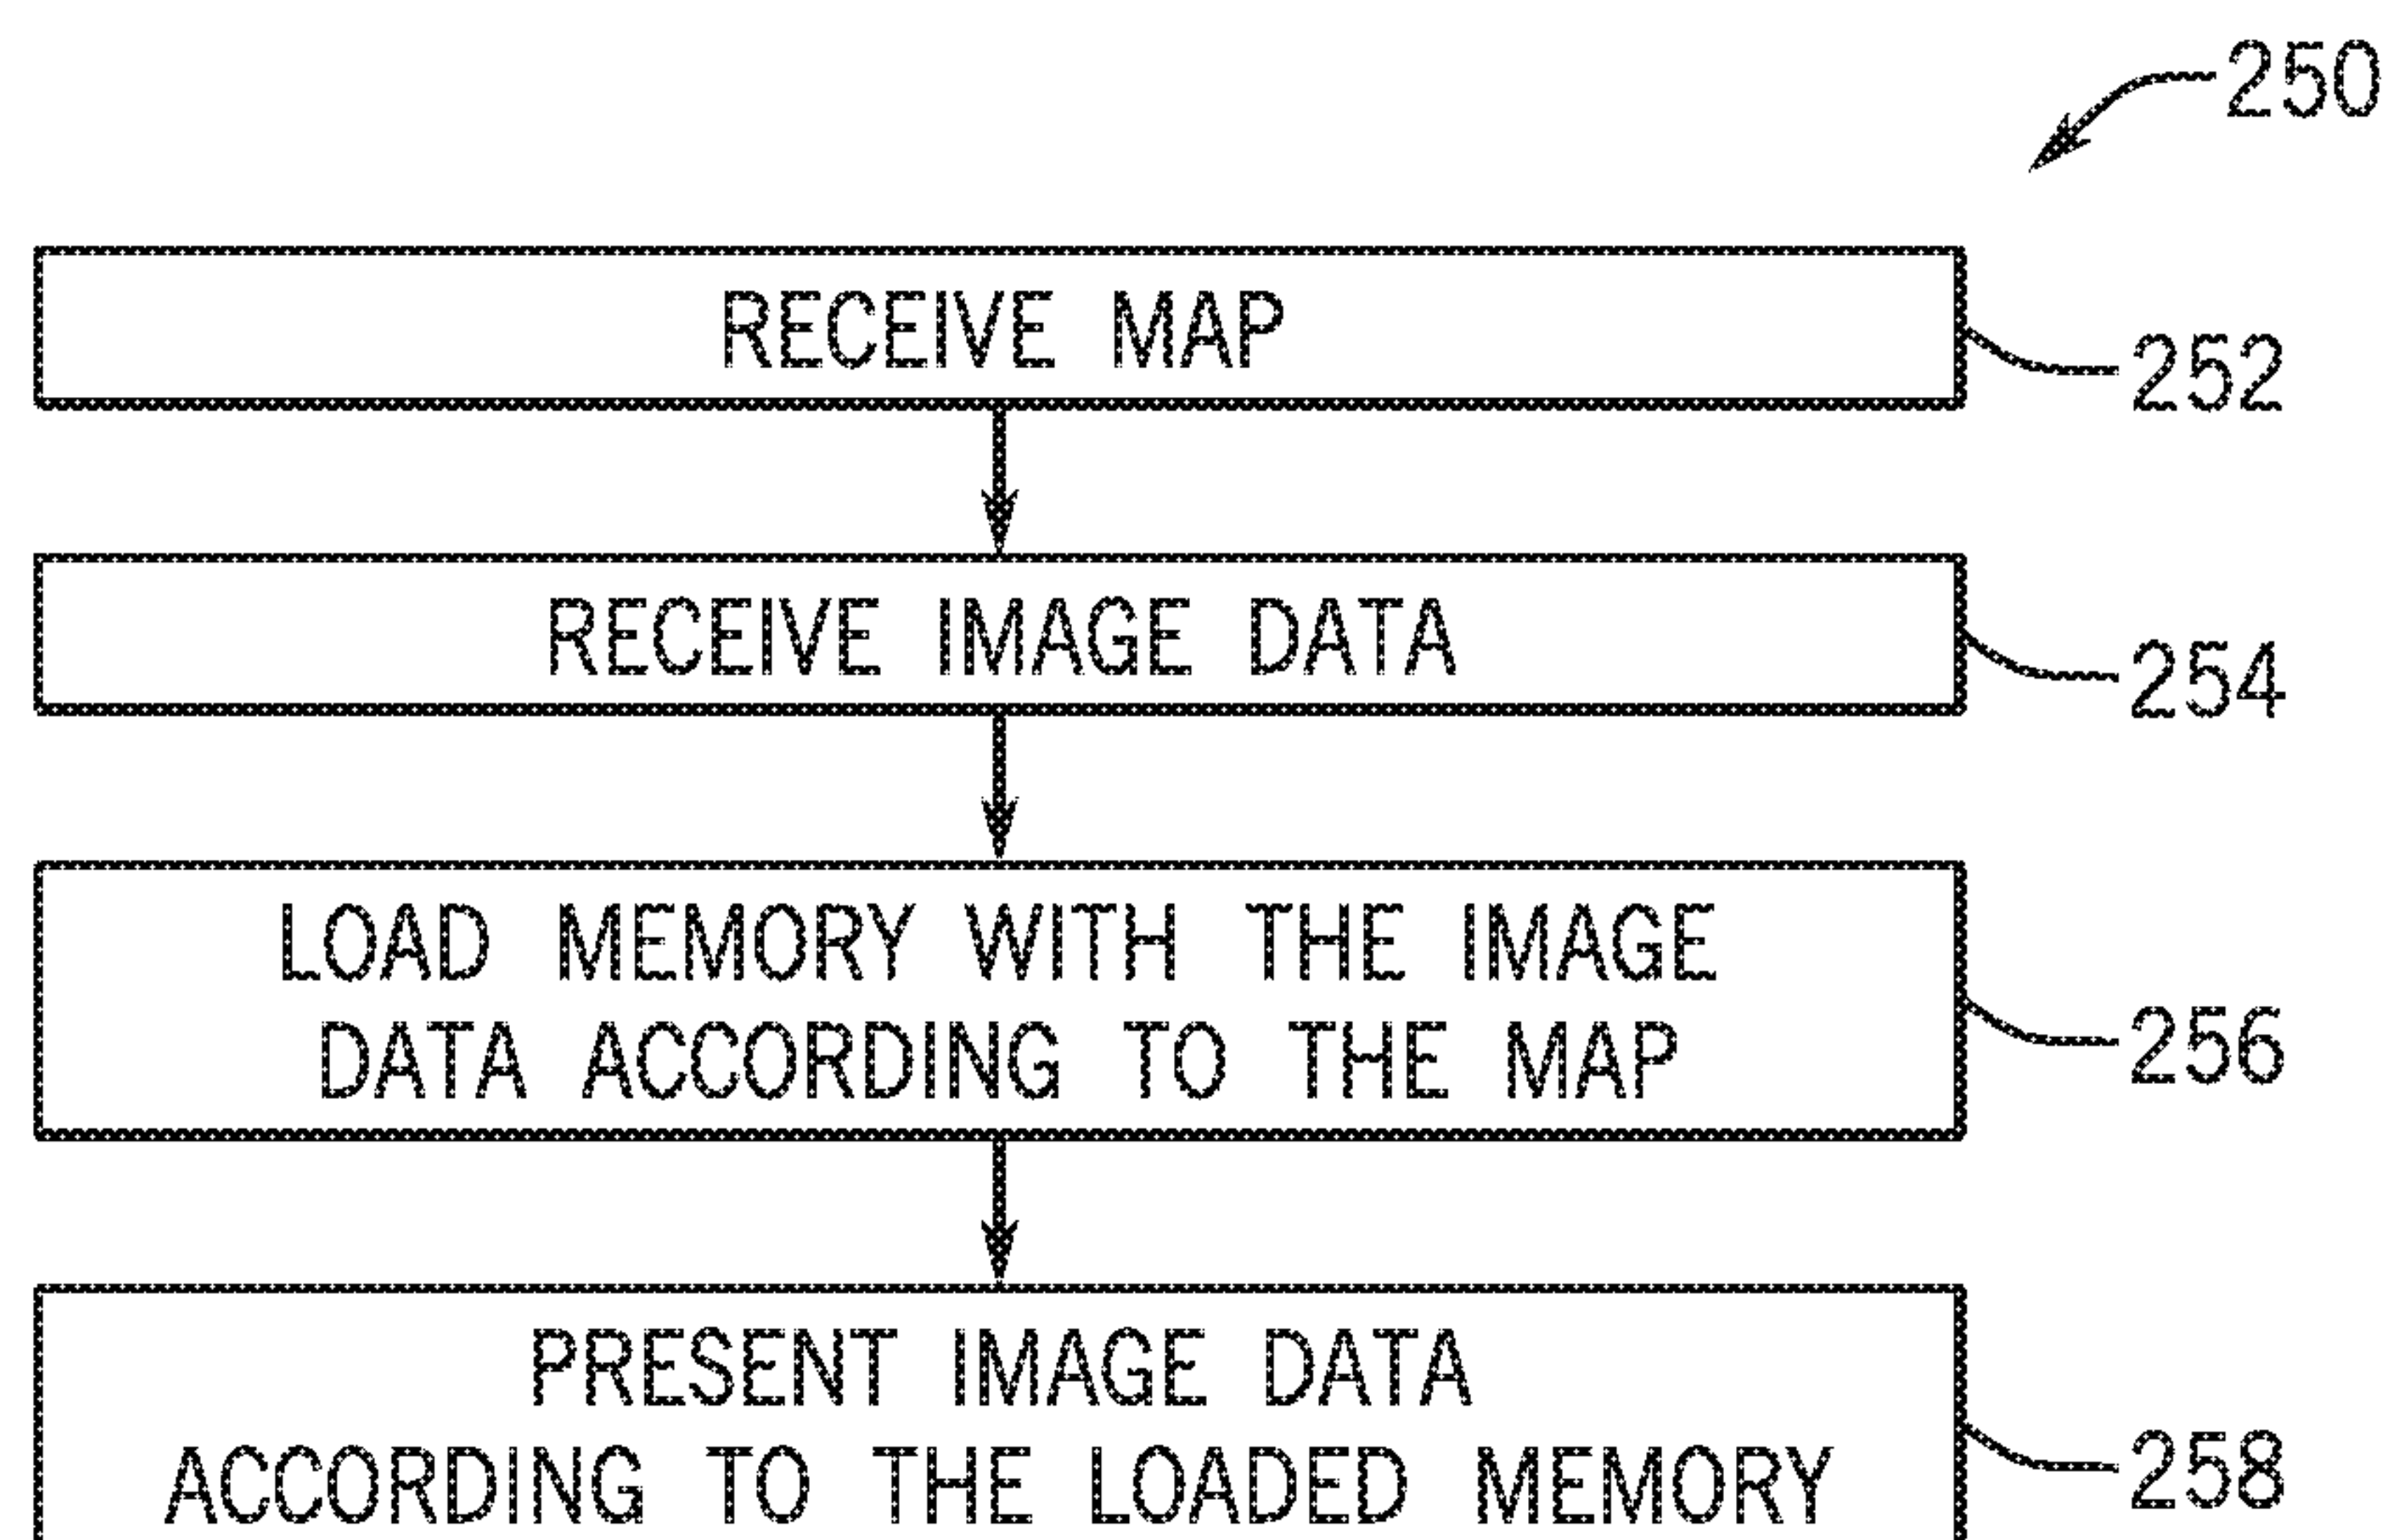 250
RECEIVE MAP
252
RECEIVE IMAGE DATA
254
LOAD MEMORY WITH THE IMAGE
DATA ACCORDING TO THE MAP
256
PRESENT IMAGE DATA
ACCORDING TO THE LOADED MEMORY
258